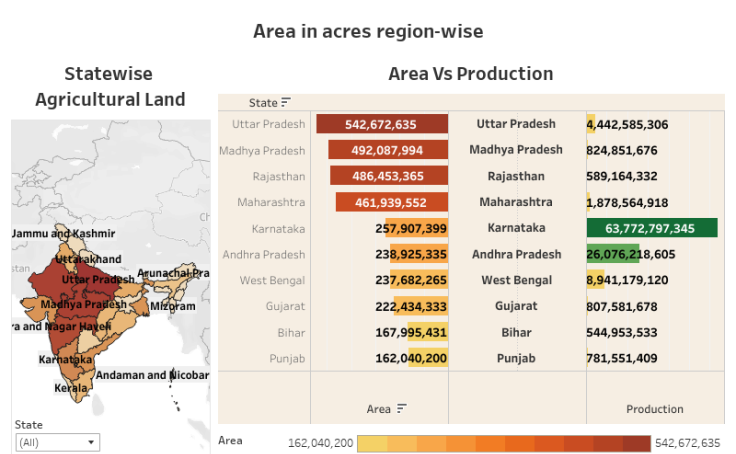 Area in acres region-wise
Statewise
Agricultural Land
Area Vs Production
State
Uttar Pradesh 542,672,635 Uttar Pradesh 4,442,585,306
Madhya Pradesh 492,087,994 Madhya Pradesh 824,851,676
Rajasthan 486,453,365 Rajasthan 589,164,332
Maharashtra 461,939,552 Maharashtra 1,878,564,918
Karnataka 257,907,399 Karnataka 63,772,797,345
Andhra Pradesh 238,925,335 Andhra Pradesh 26,076,218,605
West Bengal 237,682,265 West Bengal 8,941,179,120
Gujarat 222,434,333 Gujarat 807,581,678
Bihar 167,995,431 Bihar 544,953,533
Punjab 162,040,200 Punjab 781,551,409
Area Production
Jammu and Kashmir
Uttarakhand
Arunachal Pra
Uttar Pradesh
Madhya Pradesh
Mizoram
ra and Nagar Haveli
Karnataka
Andaman and Nicobar
Kerala
State
(All)
Area 162,040,200 542,672,635